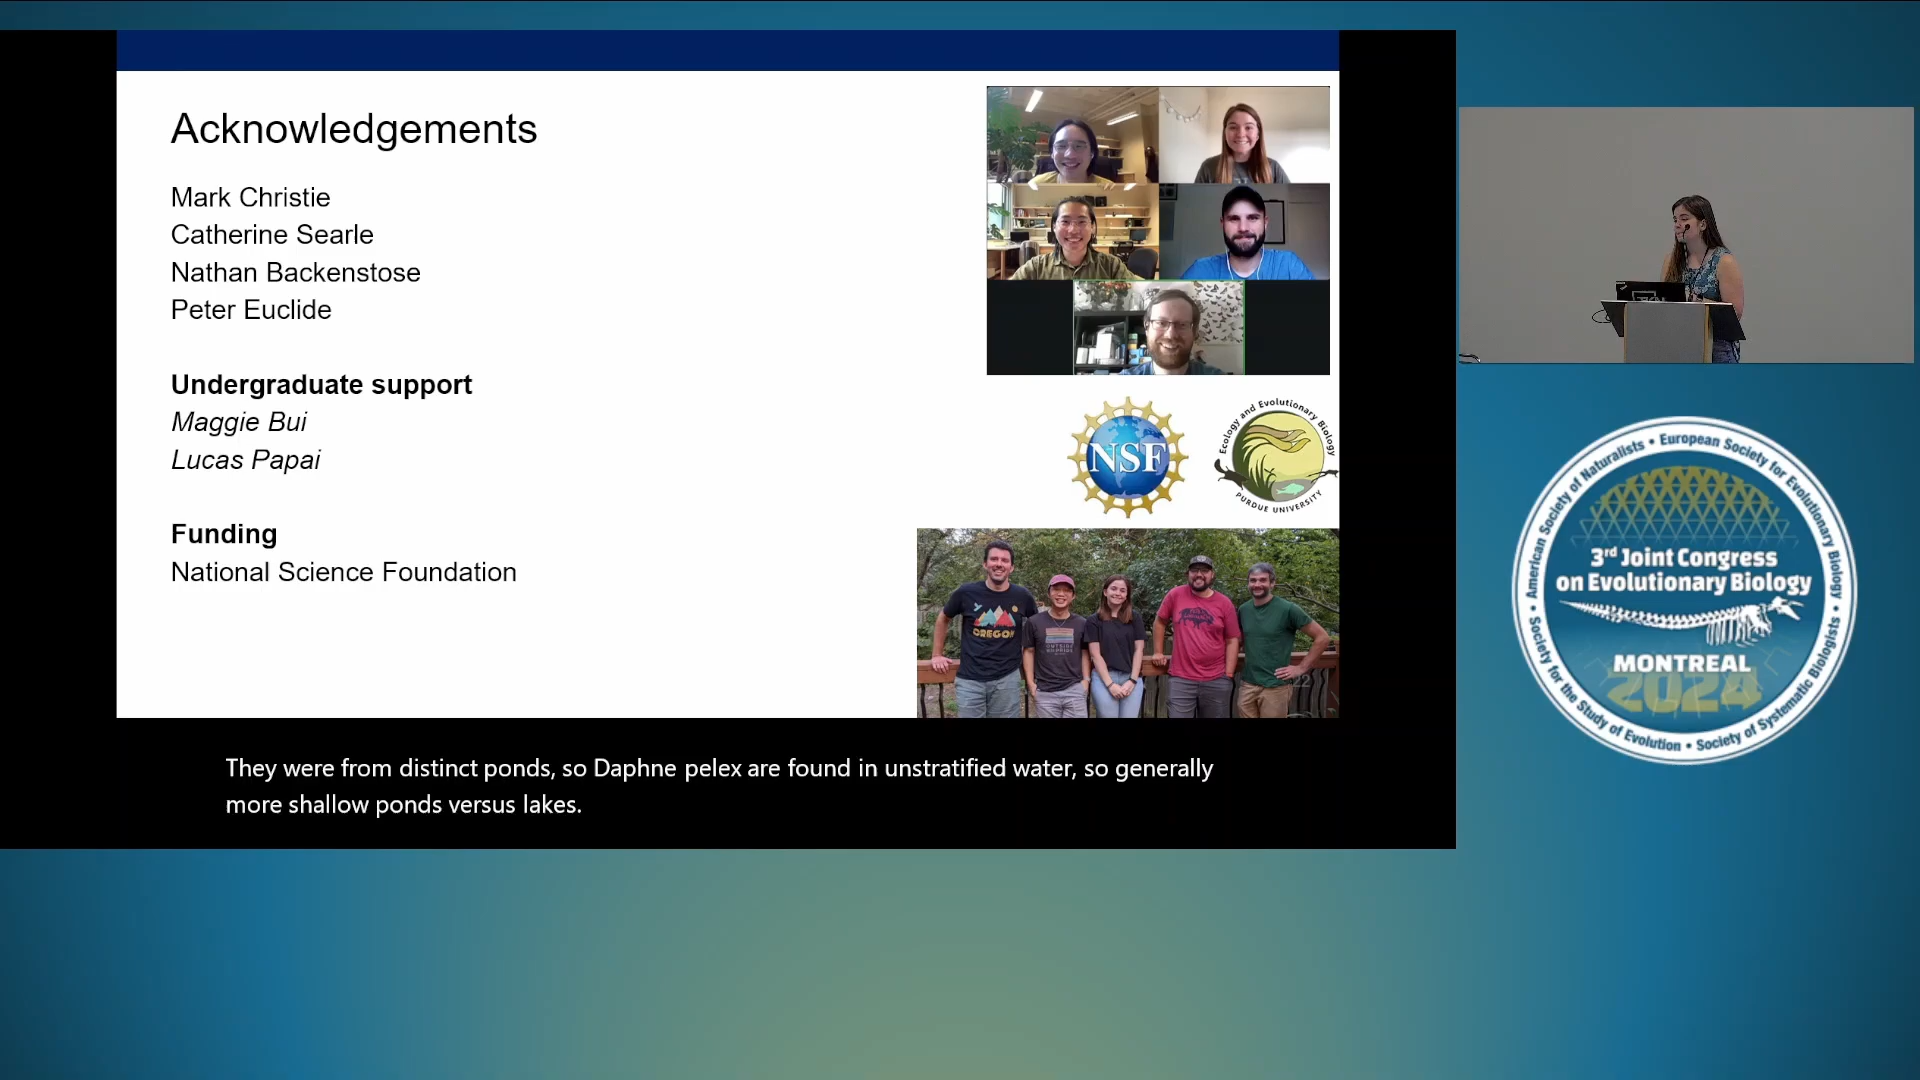 Acknowledgements
Mark Christie
Catherine Searle
Nathan Backenstose
Peter Euclide
Undergraduate support
Maggie Bui
Lucas Papai
Funding
National Science Foundation
NSF
Ecology and Evolutionary Biology
PURDUE UNIVERSITY
OREGON
22
They were from distinct ponds, so Daphne pelex are found in unstratified water, so generally
more shallow ponds versus lakes.
American Society of Naturalists • European Society for Evolutionary Biology •
Society for the Study of Evolution • Society of Systematic Biologists •
3rd Joint Congress
on Evolutionary Biology
MONTREAL
2024